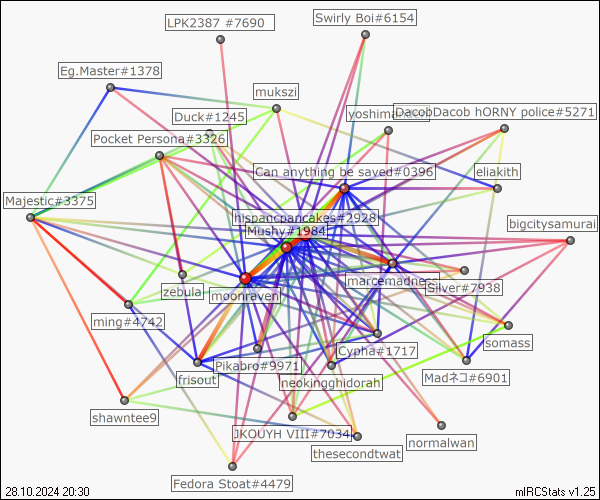 LPK2387 #7690
Swirly Boi#6154
Eg.Master#1378
mukszi
Duck#1245
DacobDacob hORNY police#5271
Pocket Persona#3326
Can anything be saved#0396
eliakith
Majestic#3375
hispancpancakes#2928
bigcitysamurai
Mushy#1984
zebula
moonraven
Silver#7938
ming#4742
somass
Cypha#1717
Pikabro#9971
frisout
neokingghidorah
Madネコ#6901
shawntee9
JKOUYH VIII#7034
normalwan
thesecondtwat
Fedora Stoat#4479
28.10.2024 20:30
mIRCStats v1.25